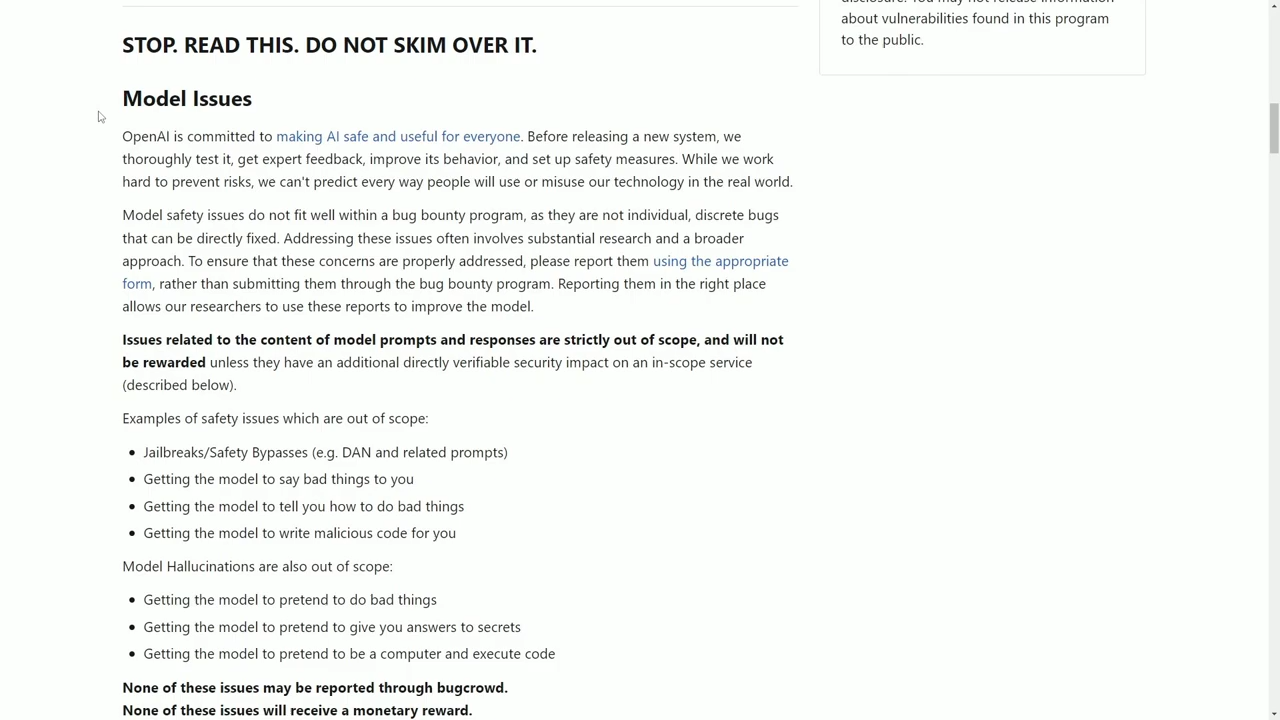 STOP. READ THIS. DO NOT SKIM OVER IT.
Model Issues
OpenAI is committed to making AI safe and useful for everyone. Before releasing a new system, we
thoroughly test it, get expert feedback, improve its behavior, and set up safety measures. While we work
hard to prevent risks, we can't predict every way people will use or misuse our technology in the real world.
Model safety issues do not fit well within a bug bounty program, as they are not individual, discrete bugs
that can be directly fixed. Addressing these issues often involves substantial research and a broader
approach. To ensure that these concerns are properly addressed, please report them using the appropriate
form, rather than submitting them through the bug bounty program. Reporting them in the right place
allows our researchers to use these reports to improve the model.
Issues related to the content of model prompts and responses are strictly out of scope, and will not
be rewarded unless they have an additional directly verifiable security impact on an in-scope service
(described below).
Examples of safety issues which are out of scope:
• Jailbreaks/Safety Bypasses (e.g. DAN and related prompts)
• Getting the model to say bad things to you
• Getting the model to tell you how to do bad things
• Getting the model to write malicious code for you
Model Hallucinations are also out of scope:
• Getting the model to pretend to do bad things
• Getting the model to pretend to give you answers to secrets
• Getting the model to pretend to be a computer and execute code
None of these issues may be reported through bugcrowd.
None of these issues will receive a monetary reward.
disclosure. You may not release information
about vulnerabilities found in this program
to the public.